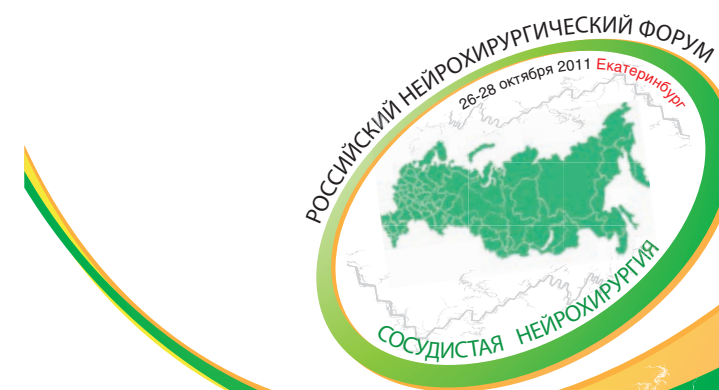 РОССИЙСКИЙ НЕЙРОХИРУРГИЧЕСКИЙ ФОРУМ
26-28 октября 2011 Екатеринбург
СОСУДИСТАЯ НЕЙРОХИРУРГИЯ